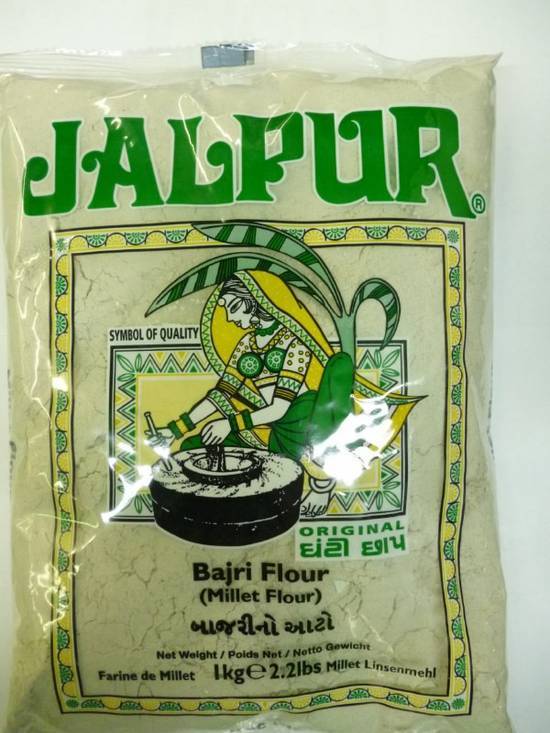 JALPUR®
SYMBOL OF QUALITY
ORIGINAL
ઘંટી છાપ
Bajri Flour
(Millet Flour)
બાજરીનો આટો
Net Weight / Poids Net / Netto Gewicht
Farine de Millet 1kg℮2.2lbs Millet Linsenmehl